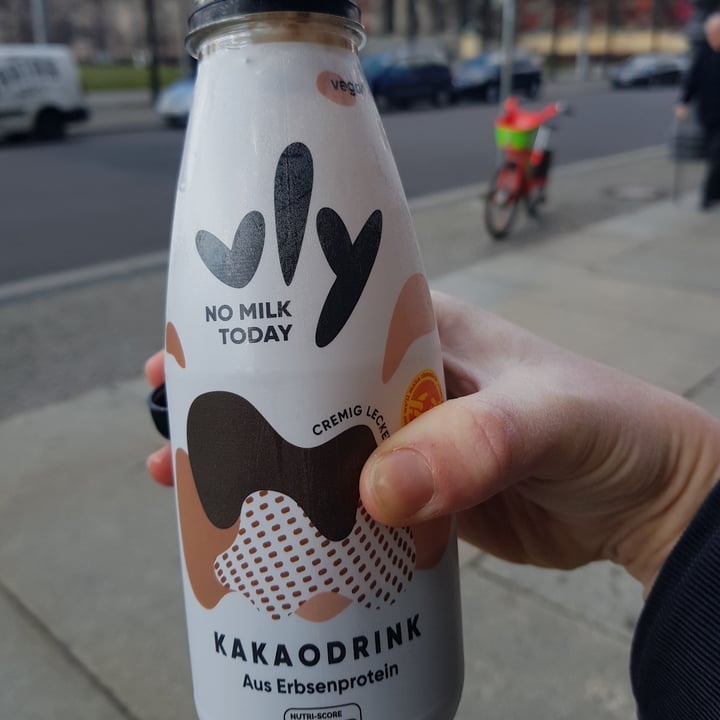 vegan
vly
NO MILK
TODAY
CREMIG LECKE
KAKAODRINK
Aus Erbsenprotein
NUTRI-SCORE